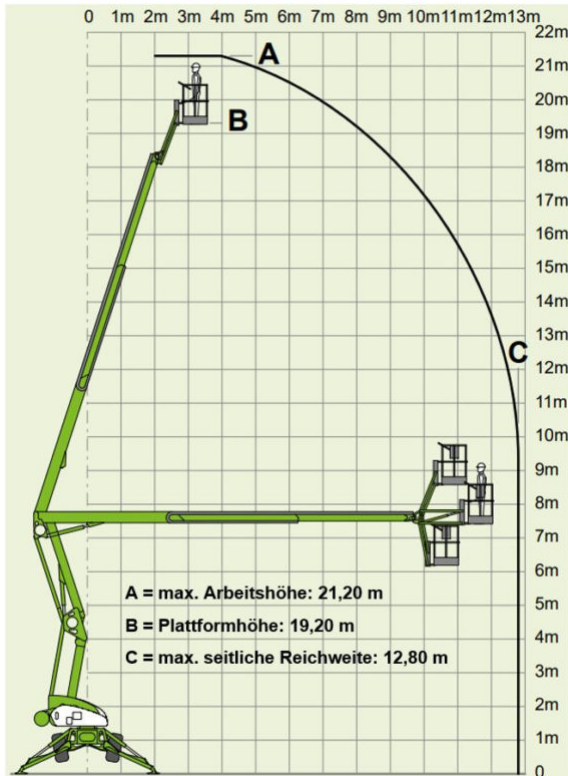 0 1m 2m 3m 4m 5m 6m 7m 8m 9m 10m 11m 12m 13m
22m
A
21m
20m
B
19m
18m
17m
16m
15m
14m
13m
C
12m
11m
10m
9m
8m
7m
6m
A = max. Arbeitshöhe: 21,20 m
5m
B = Plattformhöhe: 19,20 m
4m
C = max. seitliche Reichweite: 12,80 m
3m
2m
1m
0